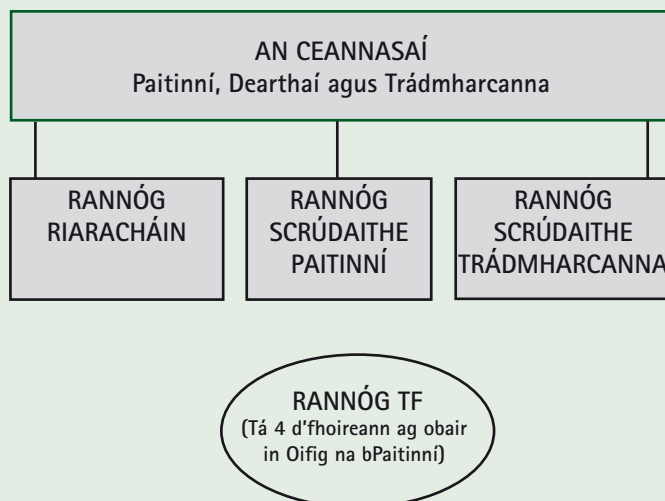 AN CEANNASAÍ
Paitinní, Dearthaí agus Trádmharcanna
RANNÓG
RIARACHÁIN
RANNÓG
SCRÚDAITHE
PAITINNÍ
RANNÓG
SCRÚDAITHE
TRÁDMHARCANNA
RANNÓG TF
(Tá 4 d'fhoireann ag obair
in Oifig na bPaitinní)